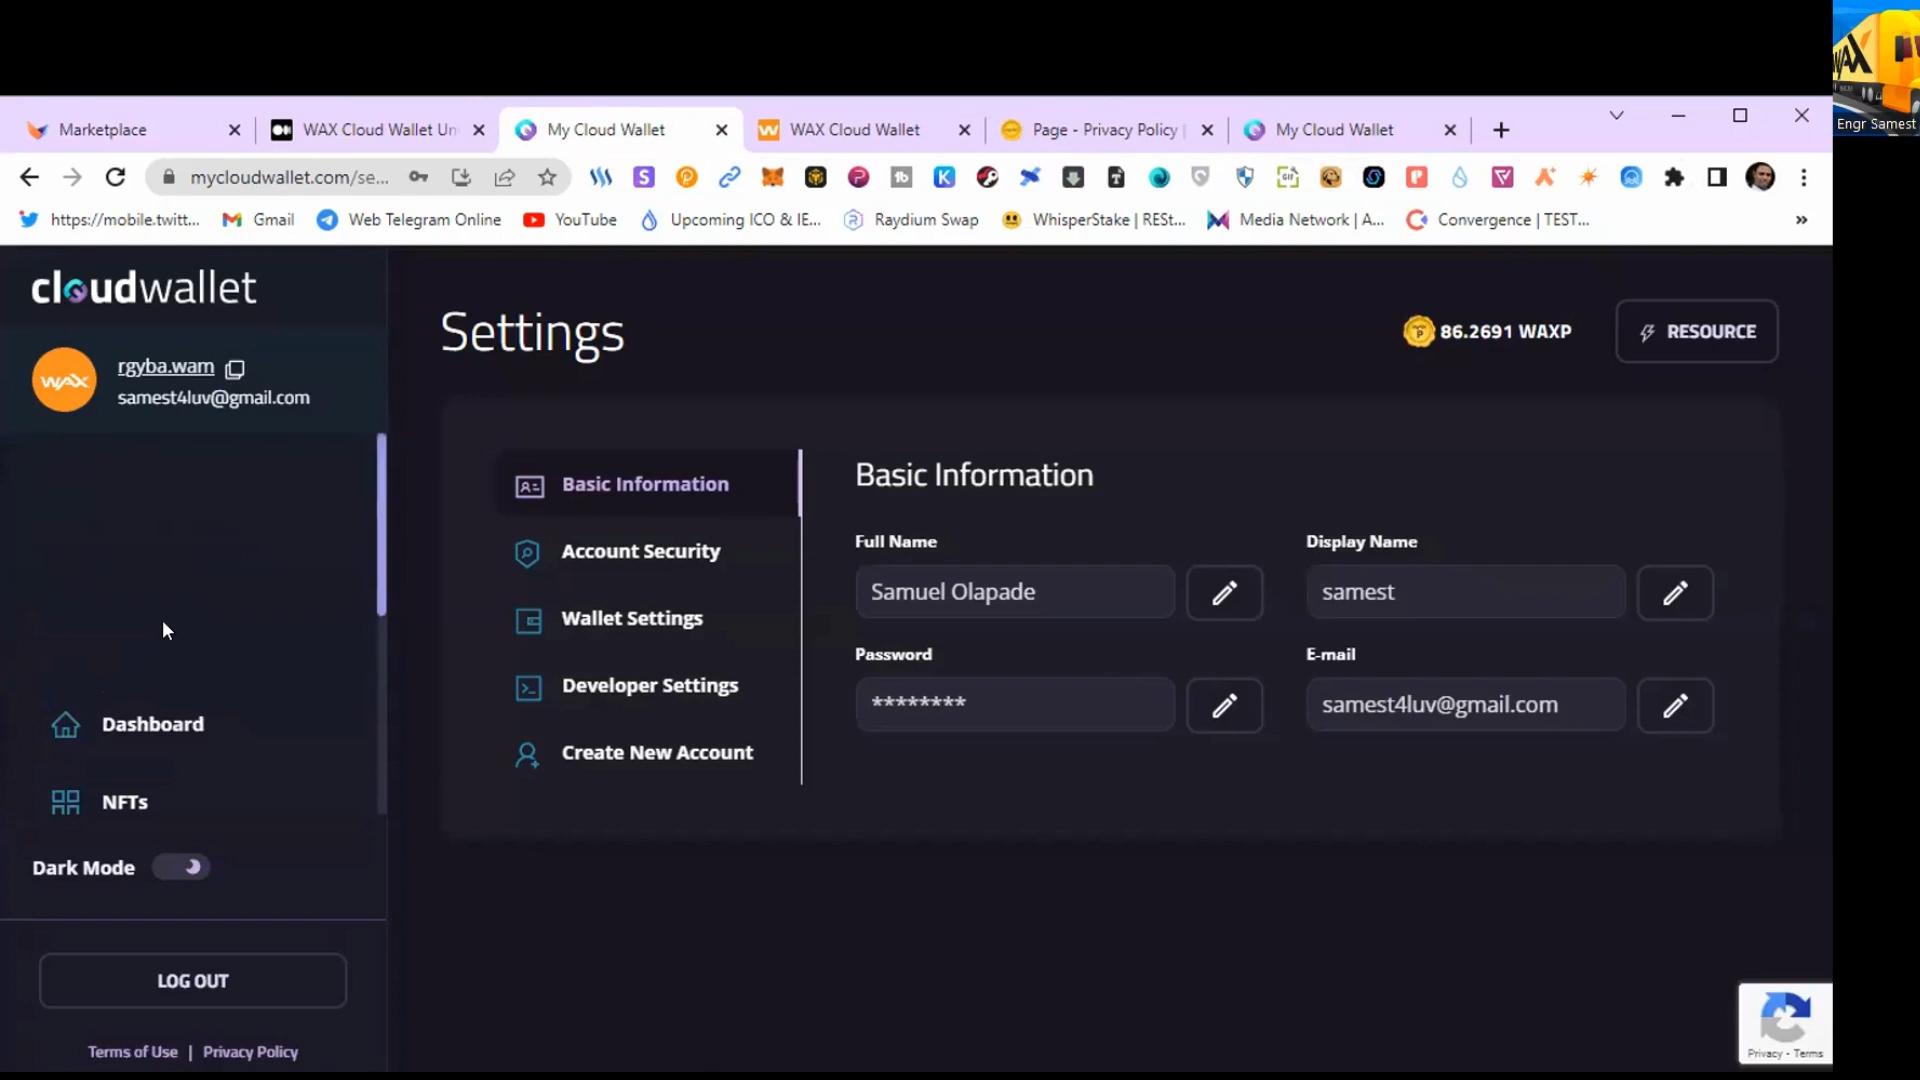 Marketplace
WAX Cloud Wallet Un
My Cloud Wallet
WAX Cloud Wallet
Page - Privacy Policy
My Cloud Wallet
Engr Samest
mycloudwallet.com/se...
https://mobile.twitt...
Gmail
Web Telegram Online
YouTube
Upcoming ICO & IE...
Raydium Swap
WhisperStake | RESt...
Media Network | A...
Convergence | TEST...
cloudwallet
WAX
rgyba.wam
samest4luv@gmail.com
Settings
86.2691 WAXP
RESOURCE
Basic Information
Account Security
Wallet Settings
Developer Settings
Create New Account
Basic Information
Full Name
Display Name
Samuel Olapade
samest
Password
E-mail
********
samest4luv@gmail.com
Dashboard
NFTs
Dark Mode
LOG OUT
Terms of Use | Privacy Policy
Privacy - Terms